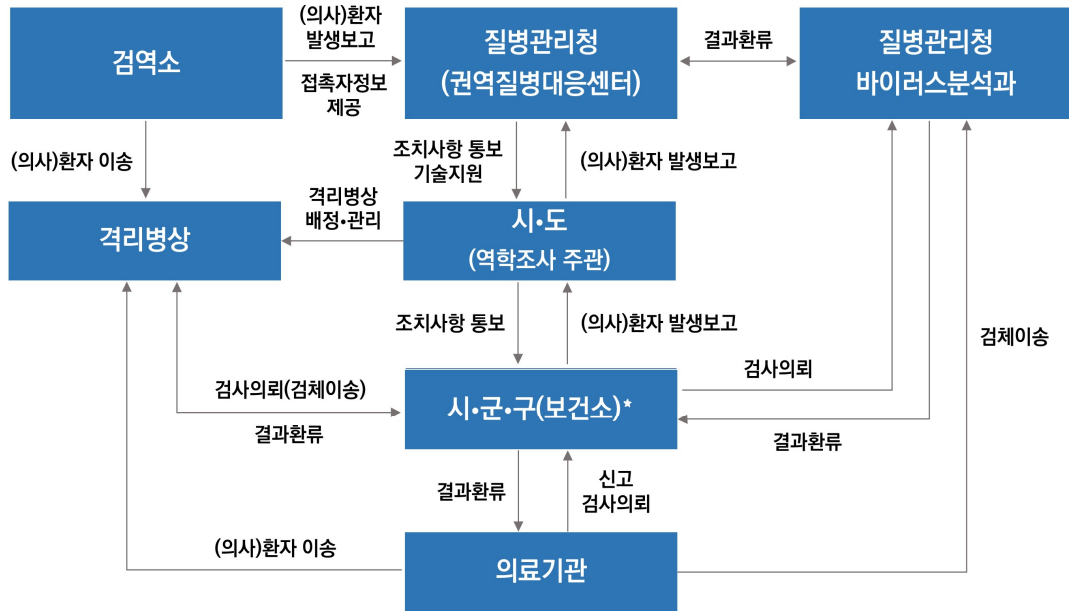 검역소
(의사)환자
발생보고
접촉자정보
제공
질병관리청
(권역질병대응센터)
결과환류
질병관리청
바이러스분석과
(의사)환자 이송
조치사항 통보
기술지원
(의사)환자 발생보고
격리병상
격리병상
배정•관리
시•도
(역학조사 주관)
조치사항 통보
(의사)환자 발생보고
검체이송
검사의뢰(검체이송)
결과환류
시•군•구(보건소)*
검사의뢰
결과환류
결과환류
신고
검사의뢰
(의사)환자 이송
의료기관